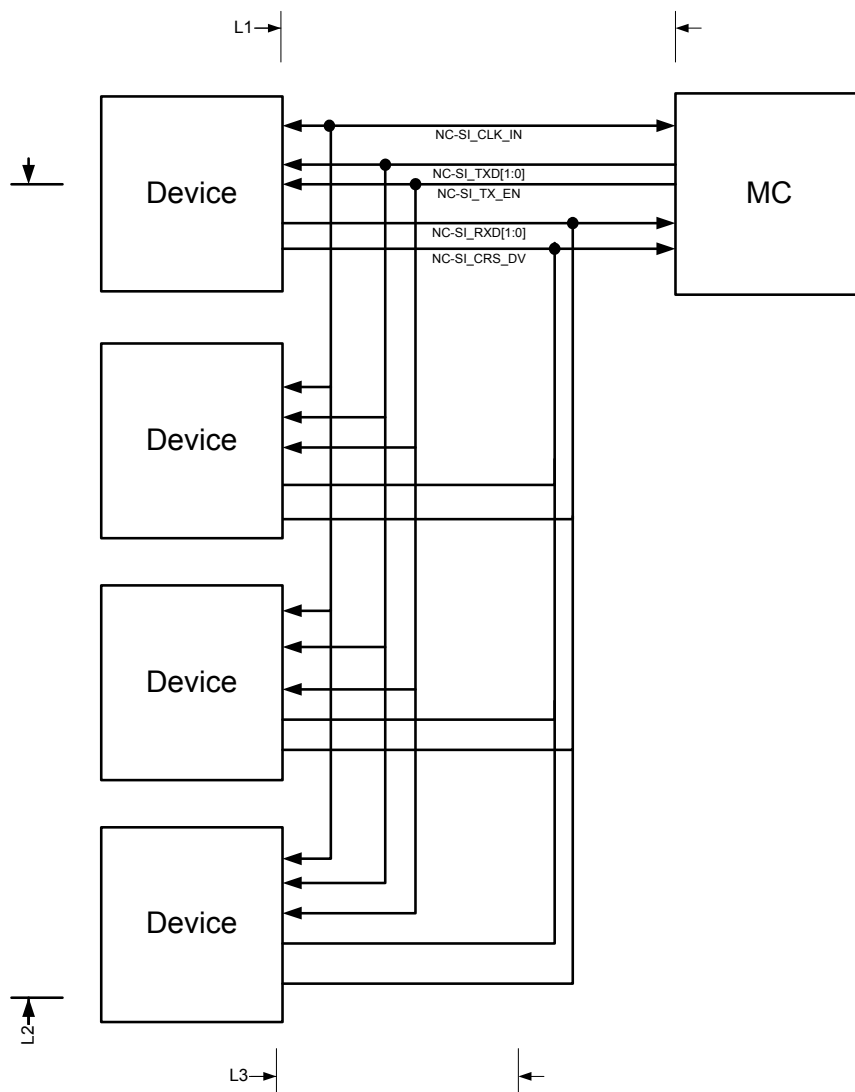 L1
NC-SI_CLK_IN
NC-SI_TXD[1:0]
Device
NC-SI_TX_EN
MC
NC-SI_RXD[1:0]
NC-SI_CRS_DV
Device
Device
Device
L2
L3